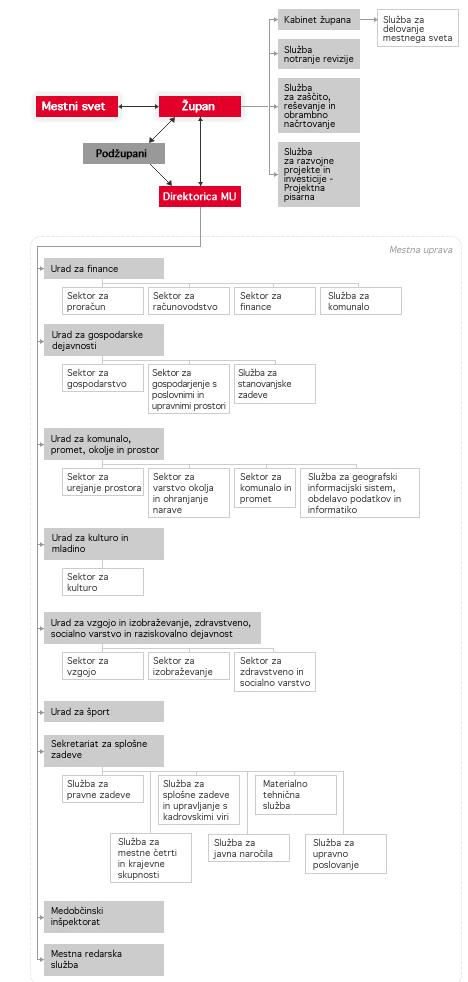 Kabinet župana
Služba za
delovanje
mestnega sveta
Služba
notranje revizije
Služba
za zaščito,
reševanje in
obrambno
načrtovanje
Služba
za razvojne
projekte in
investicije -
Projektna
pisarna
Mestni svet
Župan
Podžupani
Direktorica MU
Mestna uprava
Urad za finance
Sektor za
proračun
Sektor za
računovodstvo
Sektor za
finance
Služba za
komunalo
Urad za gospodarske
dejavnosti
Sektor za
gospodarstvo
Sektor za
gospodarjenje s
poslovnimi in
upravnimi prostori
Služba za
stanovanjske
zadeve
Urad za komunalo,
promet, okolje in prostor
Sektor za
urejanje prostora
Sektor za
varstvo okolja
in ohranjanje
narave
Sektor za
komunalo in
promet
Služba za geografski
informacijski sistem,
obdelavo podatkov in
informatiko
Urad za kulturo in
mladino
Sektor za
kulturo
Urad za vzgojo in izobraževanje, zdravstveno,
socialno varstvo in raziskovalno dejavnost
Sektor za
vzgojo
Sektor za
izobraževanje
Sektor za
zdravstveno in
socialno varstvo
Urad za šport
Sekretariat za splošne
zadeve
Služba za
pravne zadeve
Služba za
splošne zadeve
in upravljanje s
kadrovskimi viri
Materialno
tehnična
služba
Služba za
mestne četrti
in krajevne
skupnosti
Služba za
javna naročila
Služba za
upravno
poslovanje
Medobčinski
inšpektorat
Mestna redarska
služba